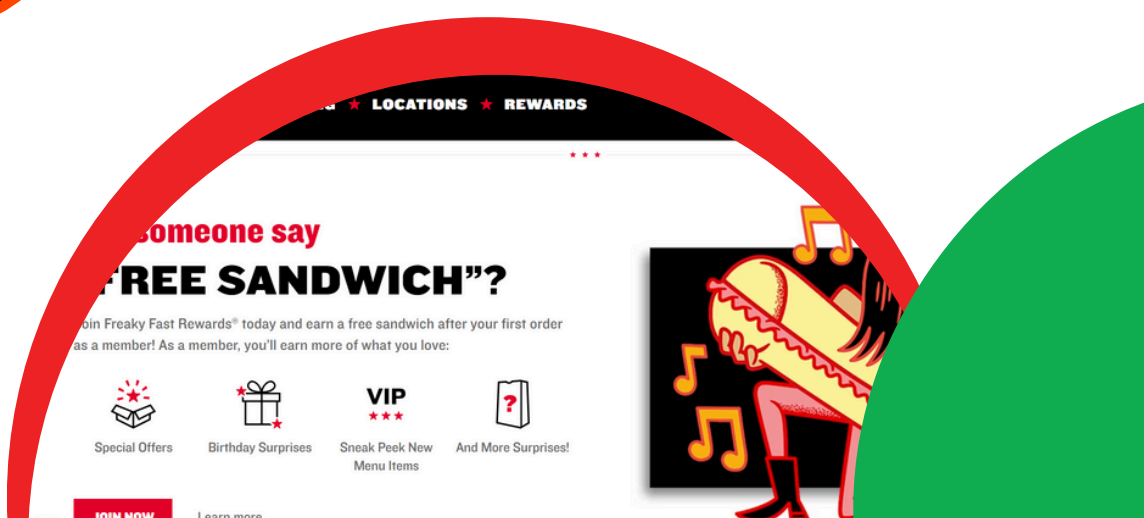 LOCATIONS ★ REWARDS
someone say
FREE SANDWICH”?
Join Freaky Fast Rewards® today and earn a free sandwich after your first order
as a member! As a member, you’ll earn more of what you love:
VIP
?
Special Offers
Birthday Surprises
Sneak Peek New
Menu Items
And More Surprises!
JOIN NOW
Learn more